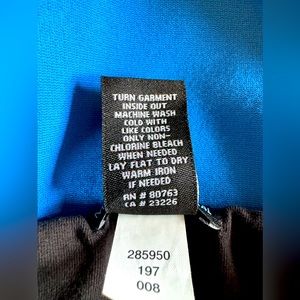 TURN GARMENT
INSIDE OUT
MACHINE WASH
COLD WITH
LIKE COLORS
ONLY NON-
CHLORINE BLEACH
WHEN NEEDED
LAY FLAT TO DRY
WARM IRON
IF NEEDED
RN # 80763
CA # 23226
285950
197
008